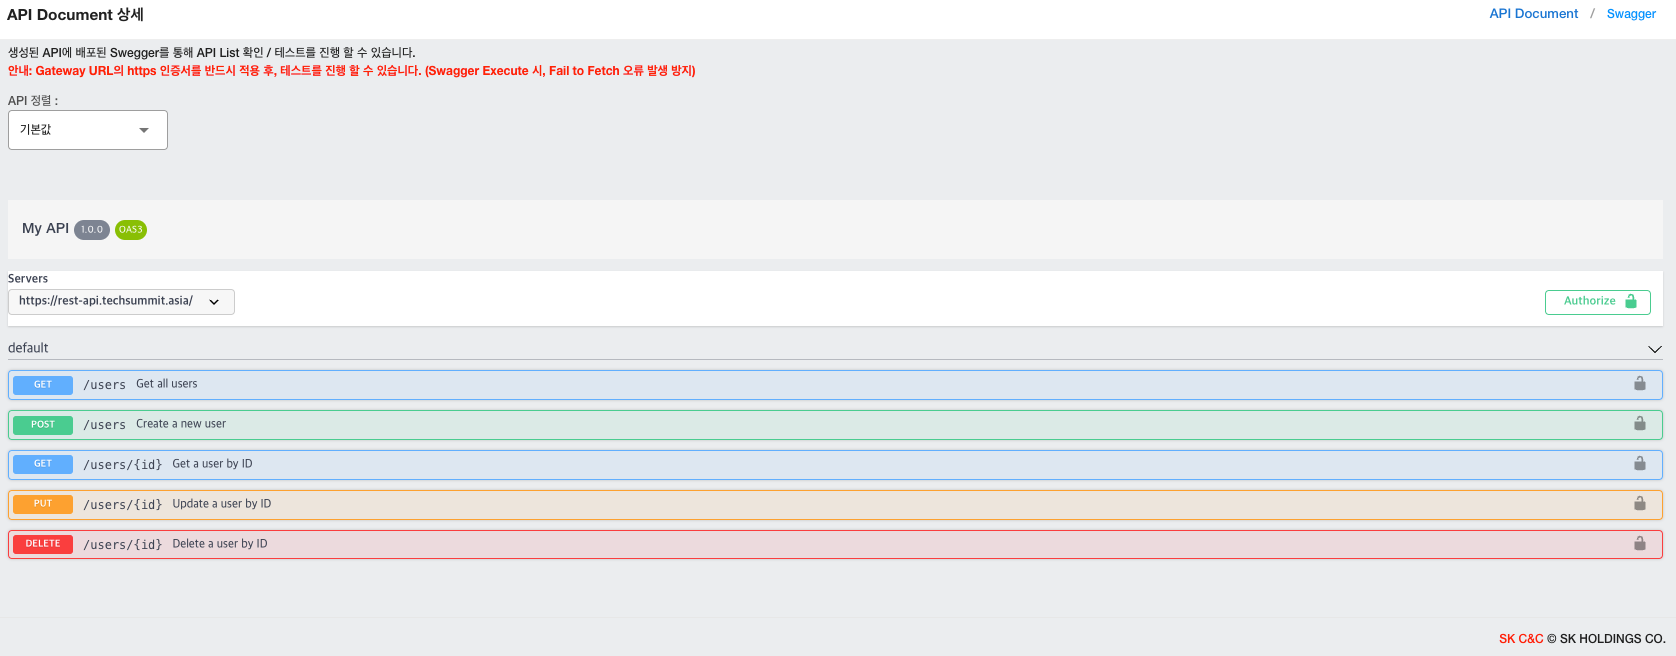 API Document 상세
API Document / Swagger
생성된 API에 배포된 Swegger를 통해 API List 확인 / 테스트를 진행 할 수 있습니다.
안내: Gateway URL의 https 인증서를 반드시 적용 후, 테스트를 진행 할 수 있습니다. (Swagger Execute 시, Fail to Fetch 오류 발생 방지)
API 정렬 :
기본값
My API 1.0.0 OAS3
Servers
https://rest-api.techsummit.asia/
Authorize
default
GET /users Get all users
POST /users Create a new user
GET /users/{id} Get a user by ID
PUT /users/{id} Update a user by ID
DELETE /users/{id} Delete a user by ID
SK C&C © SK HOLDINGS CO.